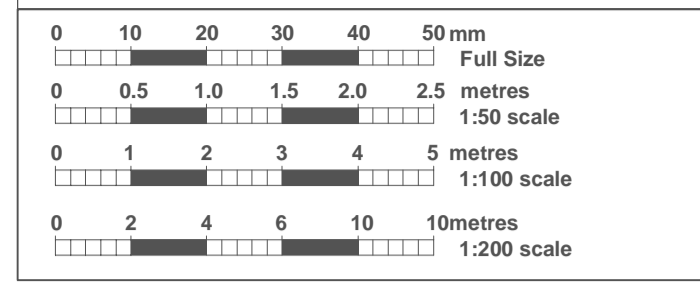 0 10 20 30 40 50 mm
Full Size
0 0.5 1.0 1.5 2.0 2.5 metres
1:50 scale
0 1 2 3 4 5 metres
1:100 scale
0 2 4 6 10 10metres
1:200 scale